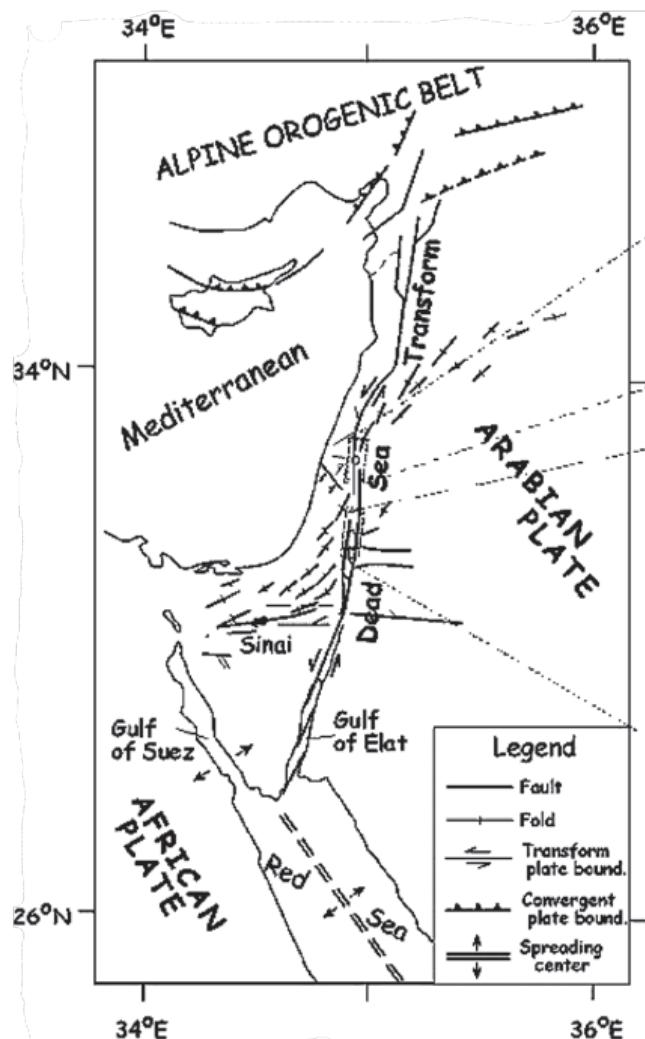 34°E
36°E
ALPINE OROGENIC BELT
Transform
34°N
Mediterranean
Sea
ARABIAN
PLATE
Dead
Sinai
Gulf
of Suez
Gulf
of Elat
AFRICAN
PLATE
Red
Sea
26°N
Legend
Fault
Fold
Transform
plate bound.
Convergent
plate bound.
Spreading
center
34°E
36°E